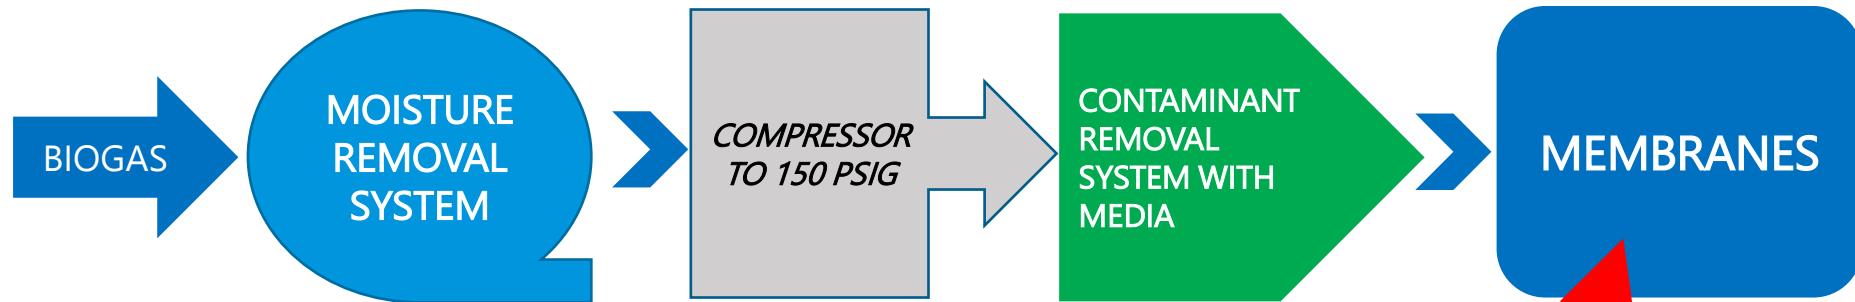 BIOGAS
MOISTURE
REMOVAL
SYSTEM
COMPRESSOR
TO 150 PSIG
CONTAMINANT
REMOVAL
SYSTEM WITH
MEDIA
MEMBRANES